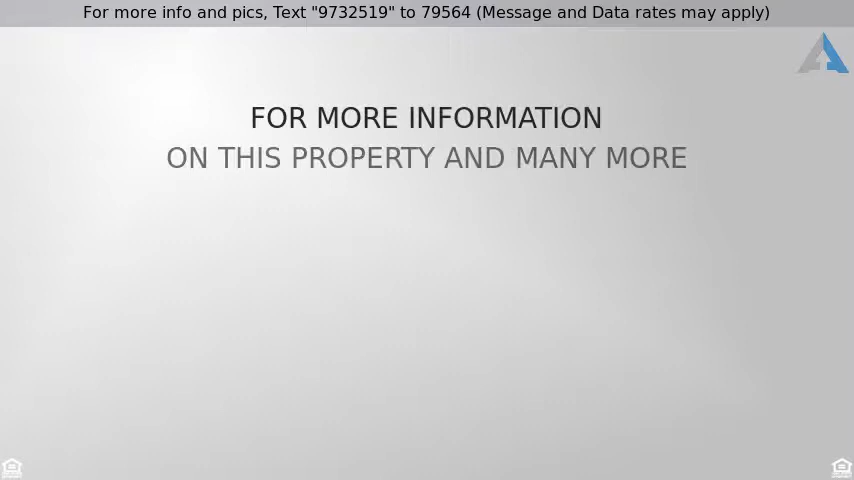 For more info and pics, Text "9732519" to 79564 (Message and Data rates may apply)
FOR MORE INFORMATION
ON THIS PROPERTY AND MANY MORE